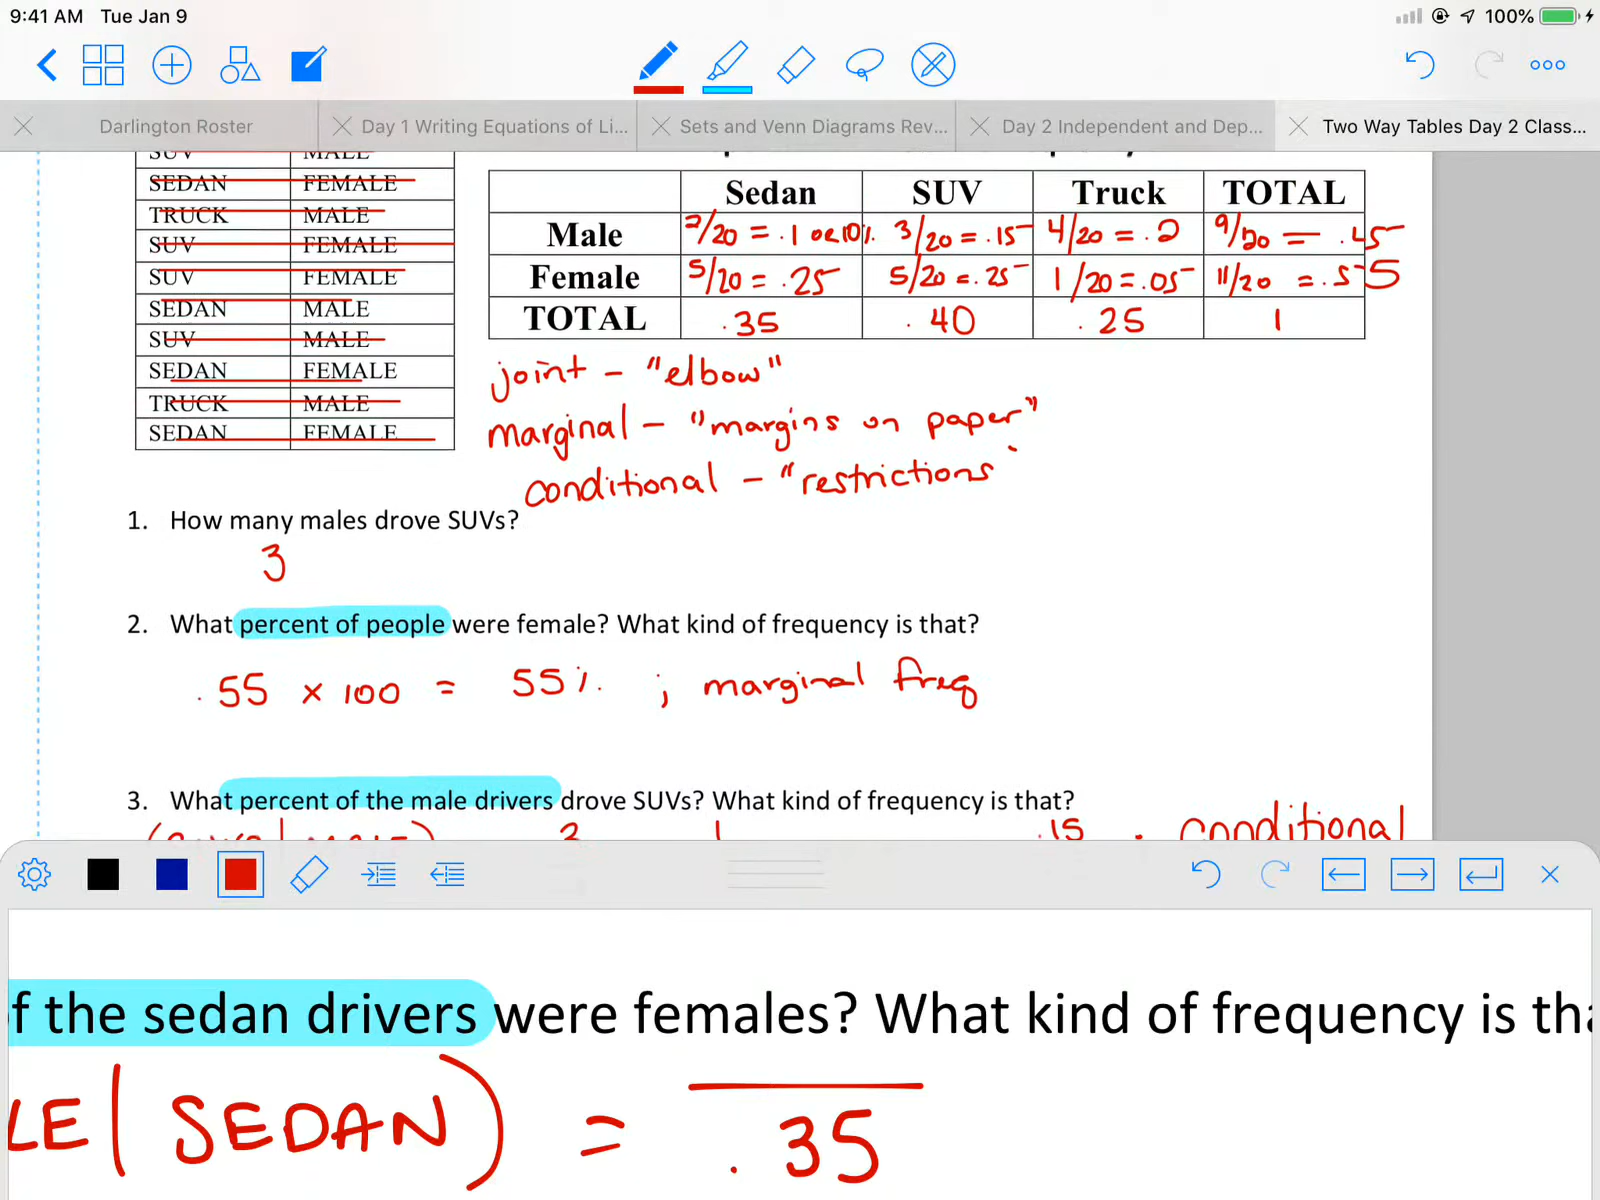 9:41 AM Tue Jan 9
100%
Darlington Roster
Day 1 Writing Equations of Li...
Sets and Venn Diagrams Rev...
Day 2 Independent and Dep...
Two Way Tables Day 2 Class...
SUV MALE
SEDAN FEMALE
TRUCK MALE
SUV FEMALE
SUV FEMALE
SEDAN MALE
SUV MALE
SEDAN FEMALE
TRUCK MALE
SEDAN FEMALE
Sedan SUV Truck TOTAL
Male 2/20 = .1 or 10%. 3/20 = .15 4/20 = .2 9/20 = .45
Female 5/20 = .25 5/20 = .25 1/20 = .05 11/20 = .55
TOTAL .35 .40 .25 1
joint - "elbow"
marginal - "margins on paper"
conditional - "restrictions"
1. How many males drove SUVs?
3
2. What percent of people were female? What kind of frequency is that?
.55 x 100 = 55%. ; marginal freq
3. What percent of the male drivers drove SUVs? What kind of frequency is that?
3 1 .15 conditional
f the sedan drivers were females? What kind of frequency is tha
LE | SEDAN) = .35